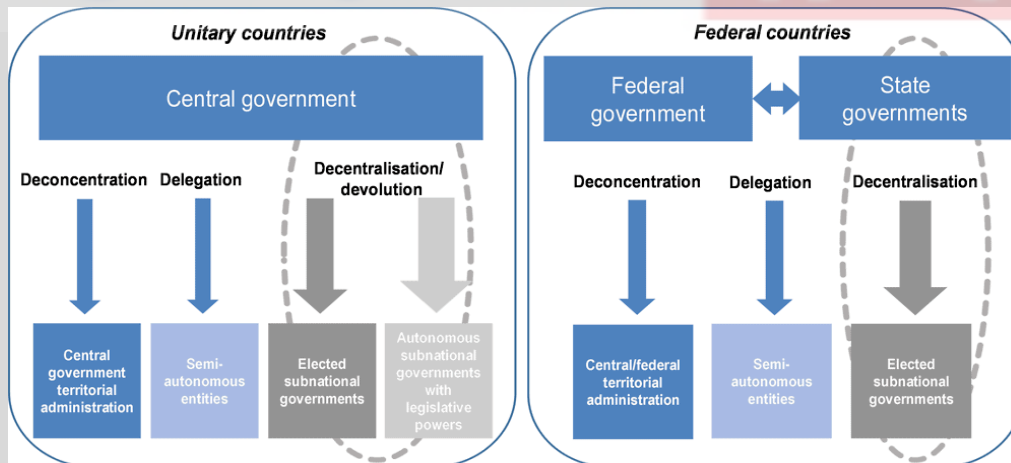 Unitary countries
Central government
Deconcentration
Delegation
Decentralisation/
devolution
Central
government
territorial
administration
Semi-
autonomous
entities
Elected
subnational
governments
Autonomous
subnational
governments
with
legislative
powers
Federal countries
Federal
government
State
governments
Deconcentration
Delegation
Decentralisation
Central/federal
territorial
administration
Semi-
autonomous
entities
Elected
subnational
governments